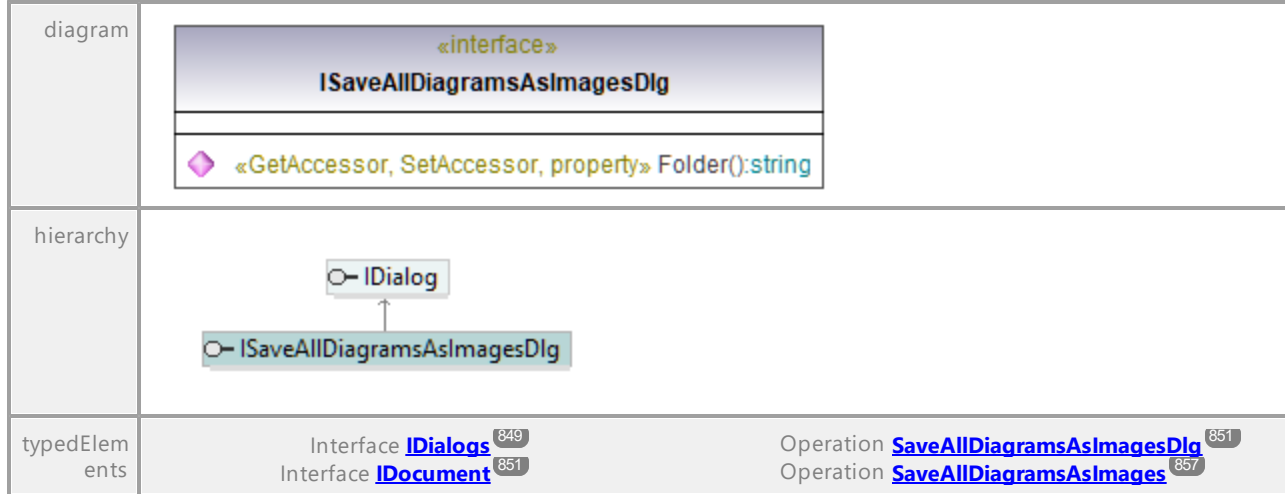 diagram
«interface»
ISaveAllDiagramsAsImagesDlg
«GetAccessor, SetAccessor, property» Folder():string
hierarchy
IDialog
ISaveAllDiagramsAsImagesDlg
typedElem
ents
Interface IDialogs 849
Operation SaveAllDiagramsAsImagesDlg 851
Interface IDocument 851
Operation SaveAllDiagramsAsImages 857